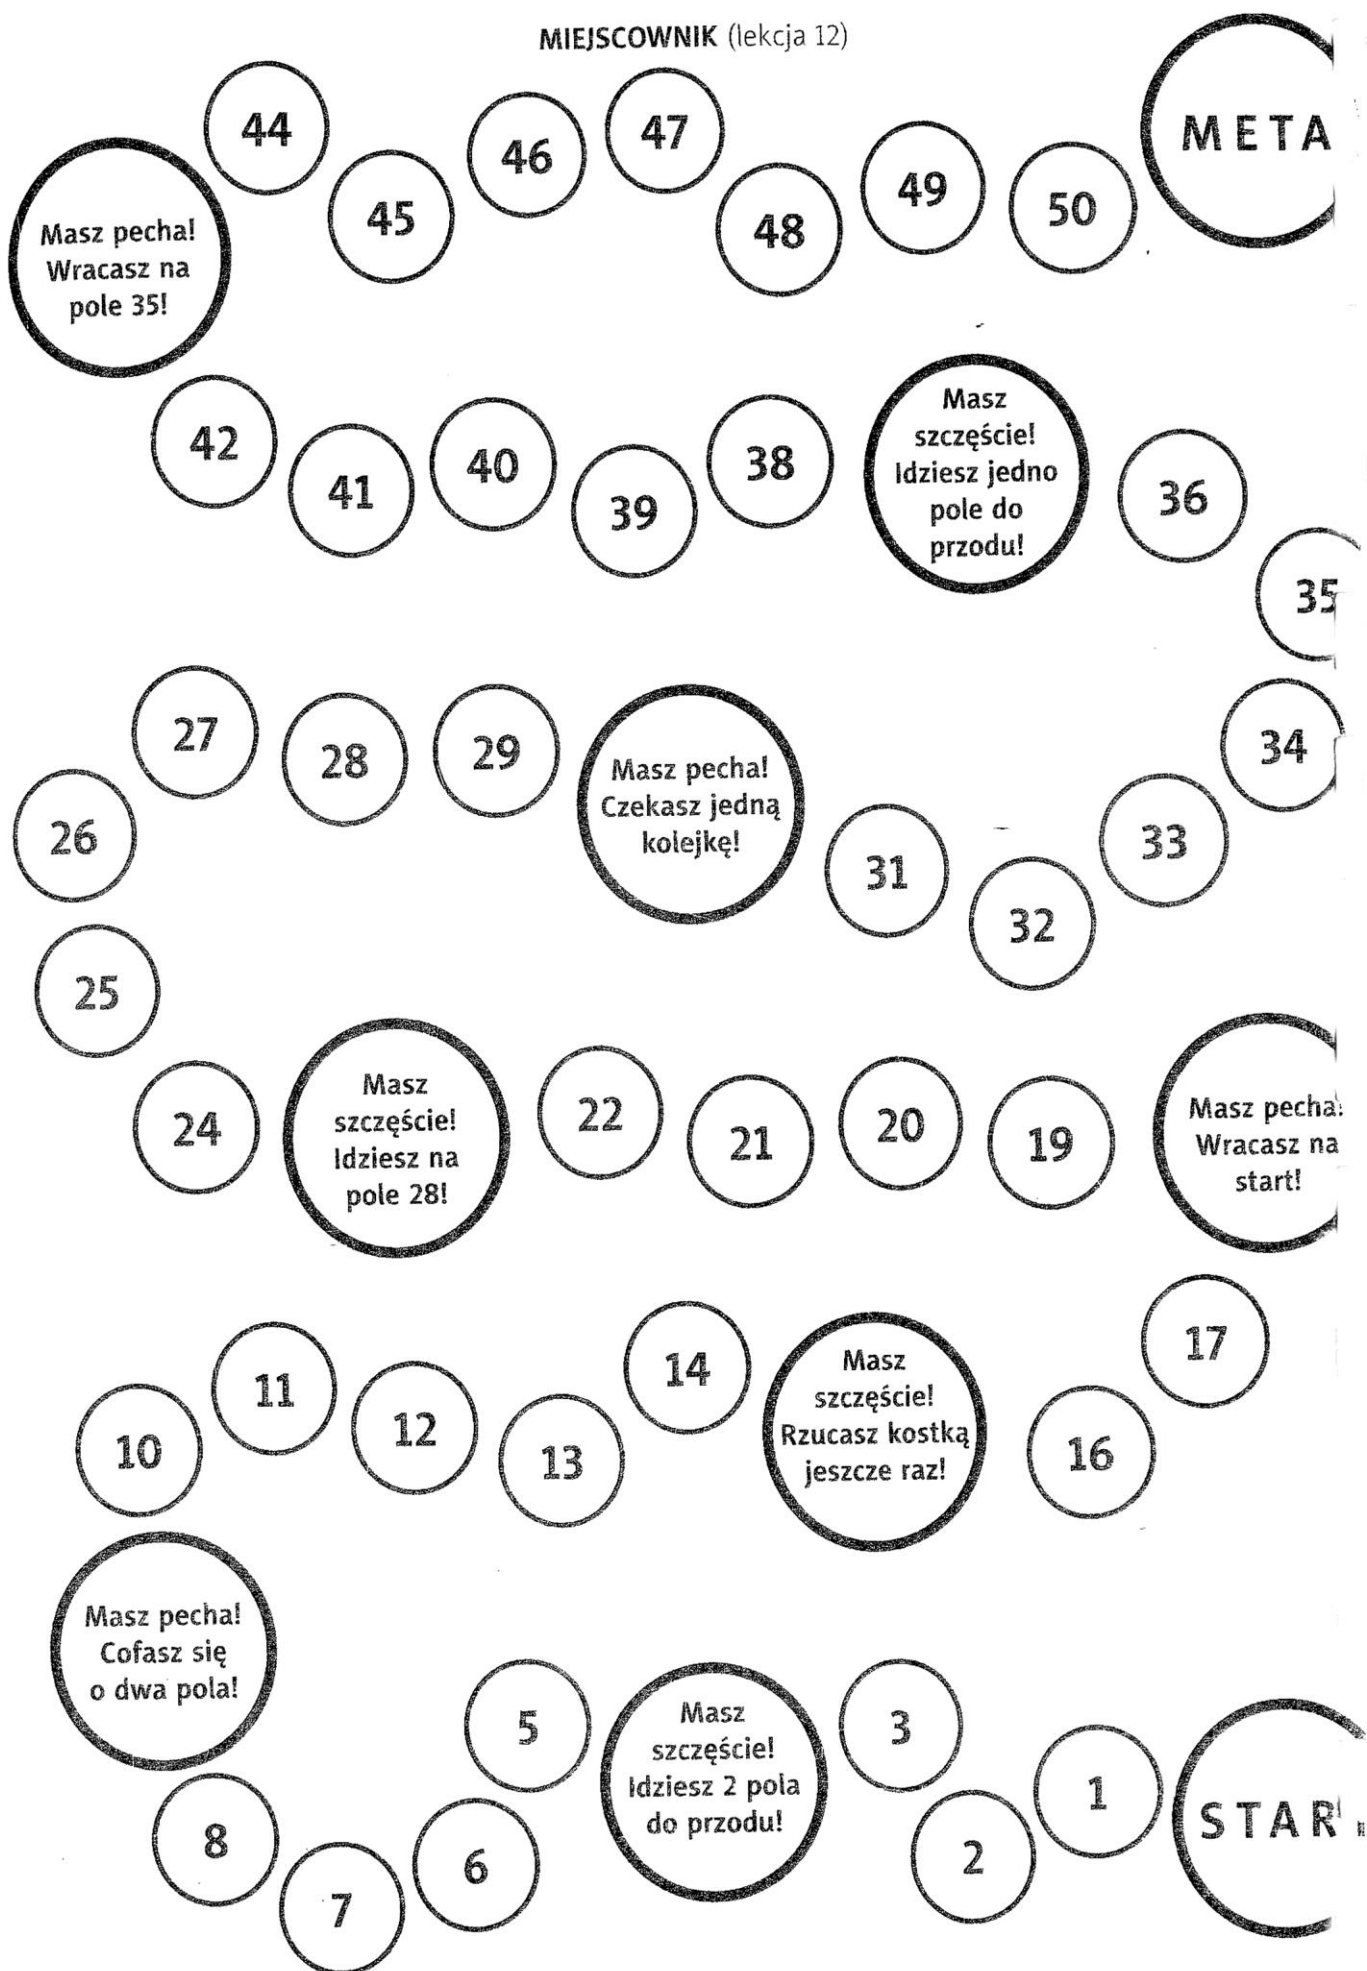 MIEJSCOWNIK (lekcja 12)
META
44
45
46
47
48
49
50
Masz pecha!
Wracasz na
pole 35!
42
41
40
39
38
Masz
szczęście!
Idziesz jedno
pole do
przodu!
36
35
34
33
32
31
Masz pecha!
Czekasz jedną
kolejkę!
29
28
27
26
25
24
Masz
szczęście!
Idziesz na
pole 28!
22
21
20
19
Masz pecha!
Wracasz na
start!
17
16
Masz
szczęście!
Rzucasz kostką
jeszcze raz!
14
13
12
11
10
Masz pecha!
Cofasz się
o dwa pola!
8
7
6
5
Masz
szczęście!
Idziesz 2 pola
do przodu!
3
2
1
START